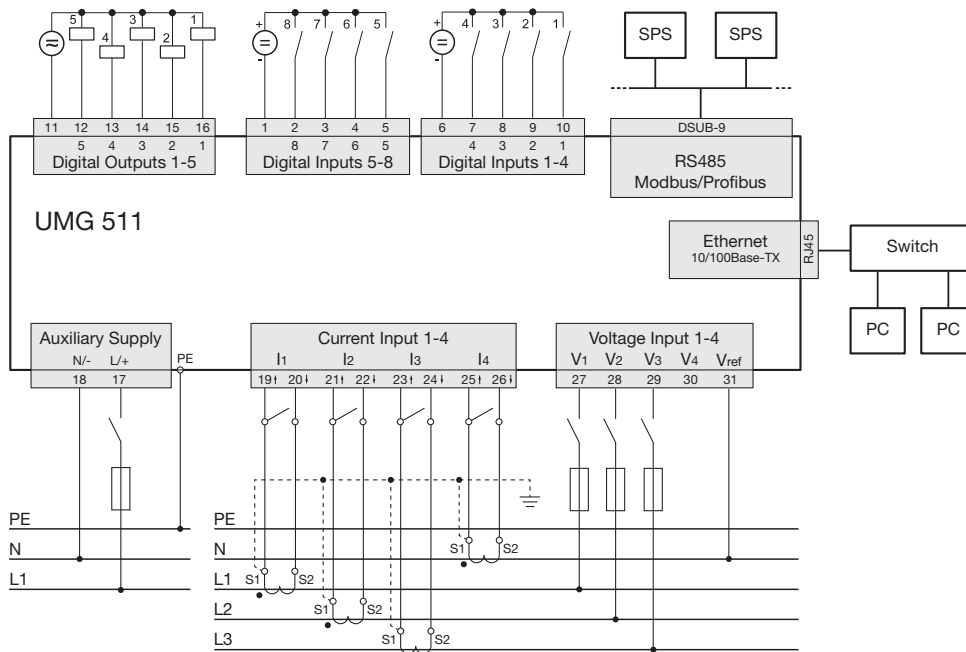 5 3 1
4 2
+ 8 7 6 5
-
+ 4 3 2 1
-
SPS SPS
11 12 13 14 15 16
5 4 3 2 1
Digital Outputs 1-5
1 2 3 4 5
8 7 6 5
Digital Inputs 5-8
6 7 8 9 10
4 3 2 1
Digital Inputs 1-4
DSUB-9
RS485
Modbus/Profibus
UMG 511
Ethernet
10/100Base-TX
RJ45
Switch
PC PC
Auxiliary Supply
N/- L/+
18 17
PE
Current Input 1-4
I1 I2 I3 I4
19 20 21 22 23 24 25 26
Voltage Input 1-4
V1 V2 V3 V4 Vref
27 28 29 30 31
PE
N
L1
PE
N
L1
L2
L3
S1 S2
S1 S2
S1 S2
S1 S2